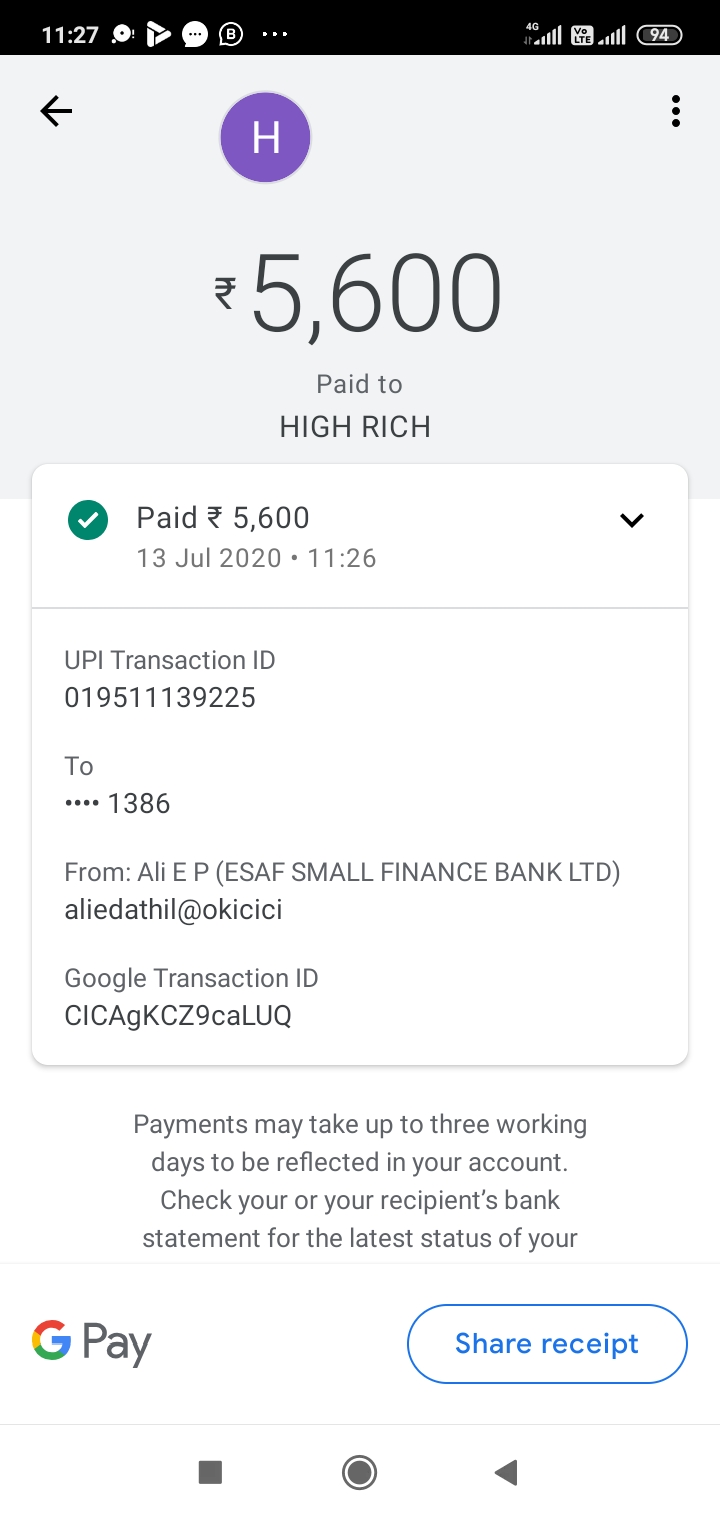 11:27
B
4G
Vo
LTE
94
H
₹5,600
Paid to
HIGH RICH
Paid ₹ 5,600
13 Jul 2020 • 11:26
UPI Transaction ID
019511139225
To
•••• 1386
From: Ali E P (ESAF SMALL FINANCE BANK LTD)
aliedathil@okicici
Google Transaction ID
CICAgKCZ9caLUQ
Payments may take up to three working
days to be reflected in your account.
Check your or your recipient's bank
statement for the latest status of your
G Pay
Share receipt